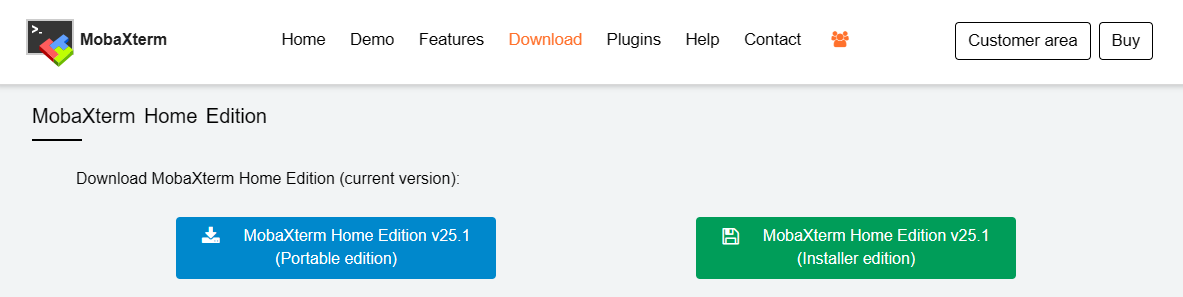 >_ MobaXterm Home Demo Features Download Plugins Help Contact Customer area Buy
MobaXterm Home Edition
Download MobaXterm Home Edition (current version):
MobaXterm Home Edition v25.1
(Portable edition)
MobaXterm Home Edition v25.1
(Installer edition)